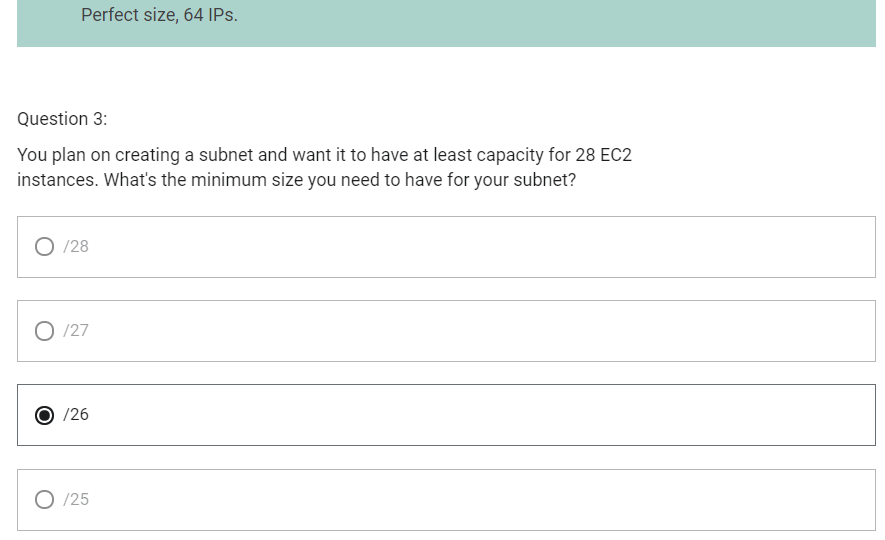 Perfect size, 64 IPs.
Question 3:
You plan on creating a subnet and want it to have at least capacity for 28 EC2
instances. What's the minimum size you need to have for your subnet?
/28
/27
/26
/25